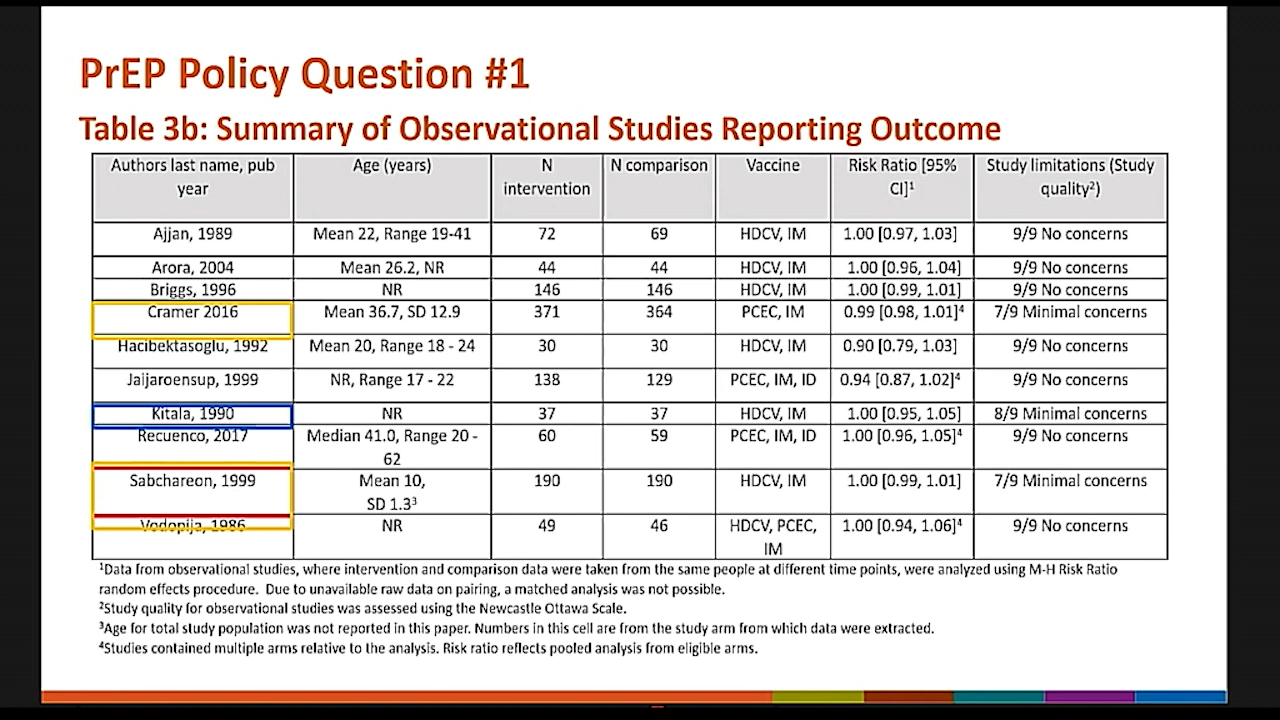 PrEP Policy Question #1
Table 3b: Summary of Observational Studies Reporting Outcome
Authors last name, pub year Age (years) N intervention N comparison Vaccine Risk Ratio [95% CI]¹ Study limitations (Study quality²)
Ajjan, 1989 Mean 22, Range 19-41 72 69 HDCV, IM 1.00 [0.97, 1.03] 9/9 No concerns
Arora, 2004 Mean 26.2, NR 44 44 HDCV, IM 1.00 [0.96, 1.04] 9/9 No concerns
Briggs, 1996 NR 146 146 HDCV, IM 1.00 [0.99, 1.01] 9/9 No concerns
Cramer 2016 Mean 36.7, SD 12.9 371 364 PCEC, IM 0.99 [0.98, 1.01]⁴ 7/9 Minimal concerns
Hacibektasoglu, 1992 Mean 20, Range 18 - 24 30 30 HDCV, IM 0.90 [0.79, 1.03] 9/9 No concerns
Jaijaroensup, 1999 NR, Range 17 - 22 138 129 PCEC, IM, ID 0.94 [0.87, 1.02]⁴ 9/9 No concerns
Kitala, 1990 NR 37 37 HDCV, IM 1.00 [0.95, 1.05] 8/9 Minimal concerns
Recuenco, 2017 Median 41.0, Range 20 - 62 60 59 PCEC, IM, ID 1.00 [0.96, 1.05]⁴ 9/9 No concerns
Sabchareon, 1999 Mean 10, SD 1.3³ 190 190 HDCV, IM 1.00 [0.99, 1.01] 7/9 Minimal concerns
Vodopija, 1986 NR 49 46 HDCV, PCEC, IM 1.00 [0.94, 1.06]⁴ 9/9 No concerns
¹Data from observational studies, where intervention and comparison data were taken from the same people at different time points, were analyzed using M-H Risk Ratio
random effects procedure. Due to unavailable raw data on pairing, a matched analysis was not possible.
²Study quality for observational studies was assessed using the Newcastle Ottawa Scale.
³Age for total study population was not reported in this paper. Numbers in this cell are from the study arm from which data were extracted.
⁴Studies contained multiple arms relative to the analysis. Risk ratio reflects pooled analysis from eligible arms.